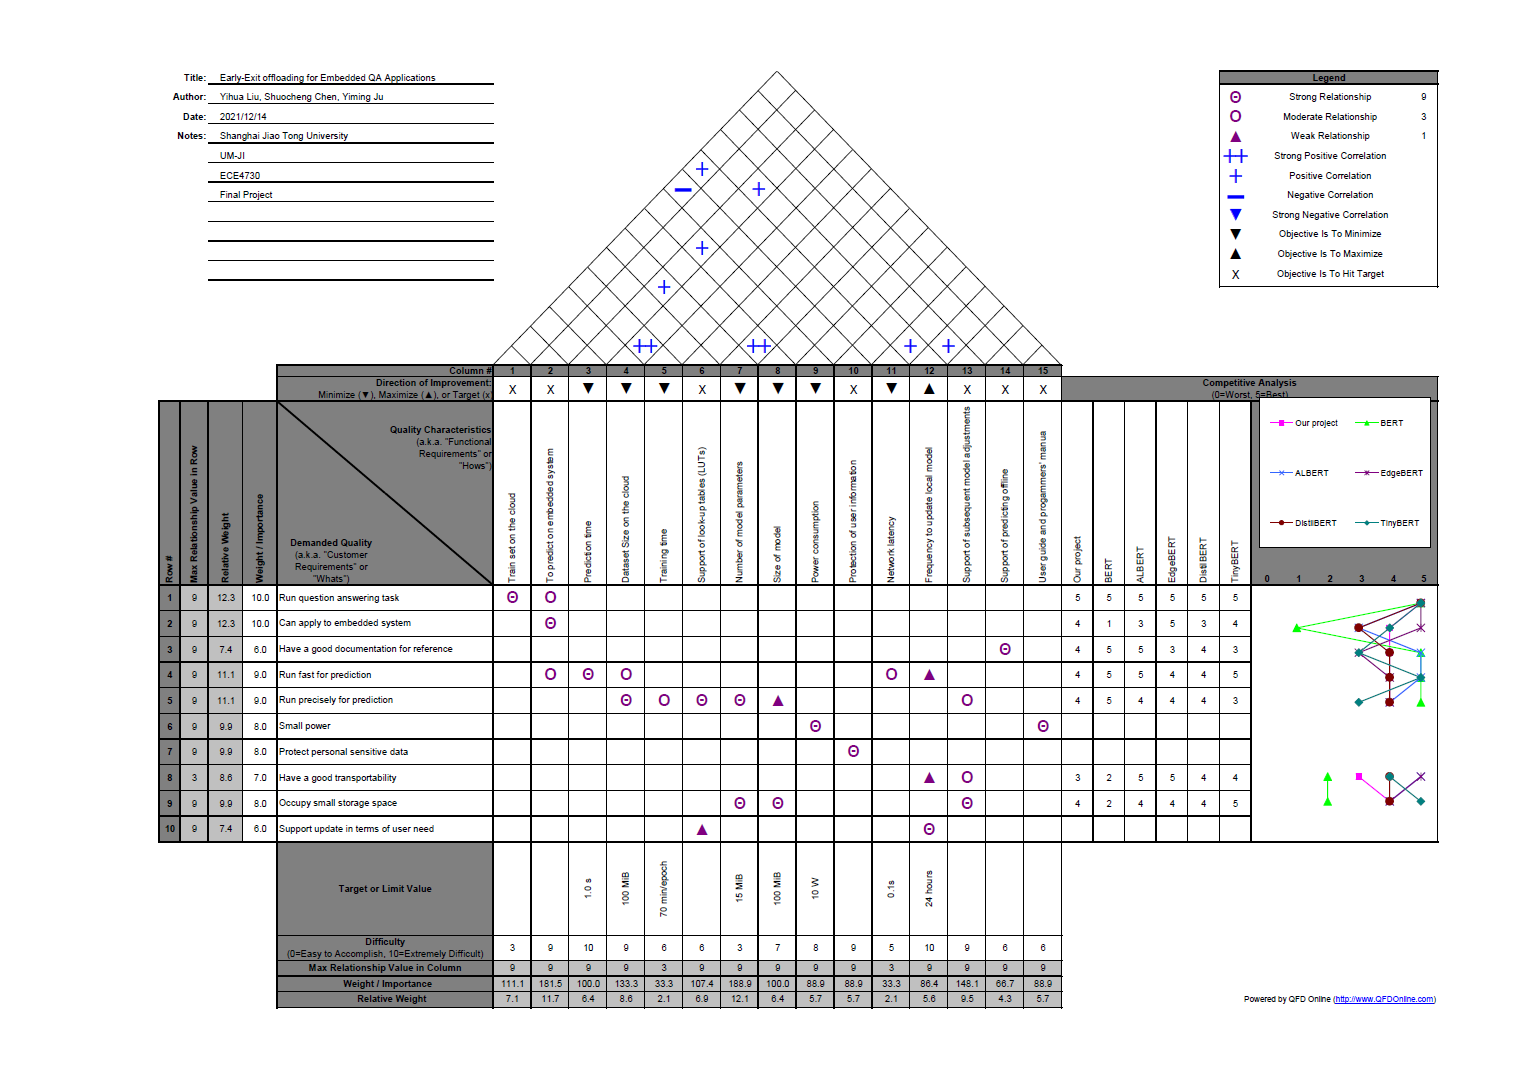 Title: Early-Exit offloading for Embedded QA Applications
Author: Yihua Liu, Shuocheng Chen, Yiming Ju
Date: 2021/12/14
Notes: Shanghai Jiao Tong University
UM-JI
ECE4730
Final Project
Legend
Strong Relationship 9
Moderate Relationship 3
Weak Relationship 1
Strong Positive Correlation
Positive Correlation
Negative Correlation
Strong Negative Correlation
Objective Is To Minimize
Objective Is To Maximize
X Objective Is To Hit Target
Column # 1 2 3 4 5 6 7 8 9 10 11 12 13 14 15
Direction of Improvement:
Minimize (▼), Maximize (▲), or Target (x)
X X ▼ ▼ ▼ X ▼ ▼ ▼ X ▼ ▲ X X X
Competitive Analysis
(0=Worst, 5=Best)
Row #
Max Relationship Value in Row
Relative Weight
Weight / Importance
Quality Characteristics
(a.k.a. "Functional
Requirements" or
"Hows")
Demanded Quality
(a.k.a. "Customer
Requirements" or
"Whats")
Train set on the cloud
To predict on embedded system
Prediction time
Dataset Size on the cloud
Training time
Support of look-up tables (LUTs)
Number of model parameters
Size of model
Power consumption
Protection of user information
Network latency
Frequency to update local model
Support of subsequent model adjustments
Support of predicting offline
User guide and progammers' manua
Our project
BERT
ALBERT
EdgeBERT
DistilBERT
TinyBERT
Our project BERT
ALBERT EdgeBERT
DistilBERT TinyBERT
0 1 2 3 4 5
1 9 12.3 10.0 Run question answering task Θ Ο 5 5 5 5 5 5
2 9 12.3 10.0 Can apply to embedded system Θ 4 1 3 5 3 4
3 9 7.4 6.0 Have a good documentation for reference Θ 4 5 5 3 4 3
4 9 11.1 9.0 Run fast for prediction Ο Θ Ο Ο ▲ 4 5 5 4 4 5
5 9 11.1 9.0 Run precisely for prediction Θ Ο Θ Θ ▲ Ο 4 5 4 4 4 3
6 9 9.9 8.0 Small power Θ Θ
7 9 9.9 8.0 Protect personal sensitive data Θ
8 3 8.6 7.0 Have a good transportability ▲ Ο 3 2 5 5 4 4
9 9 9.9 8.0 Occupy small storage space Θ Θ Θ 4 2 4 4 4 5
10 9 7.4 6.0 Support update in terms of user need ▲ Θ
Target or Limit Value 1.0 s 100 MiB 70 min/epoch 15 MiB 100 MiB 10 W 0.1s 24 hours
Difficulty
(0=Easy to Accomplish, 10=Extremely Difficult) 3 9 10 9 6 6 3 7 8 9 5 10 9 6 6
Max Relationship Value in Column 9 9 9 9 3 9 9 9 9 9 3 9 9 9 9
Weight / Importance 111.1 181.5 100.0 133.3 33.3 107.4 188.9 100.0 88.9 88.9 33.3 86.4 148.1 66.7 88.9
Relative Weight 7.1 11.7 6.4 8.6 2.1 6.9 12.1 6.4 5.7 5.7 2.1 5.6 9.5 4.3 5.7
Powered by QFD Online (http://www.QFDOnline.com)